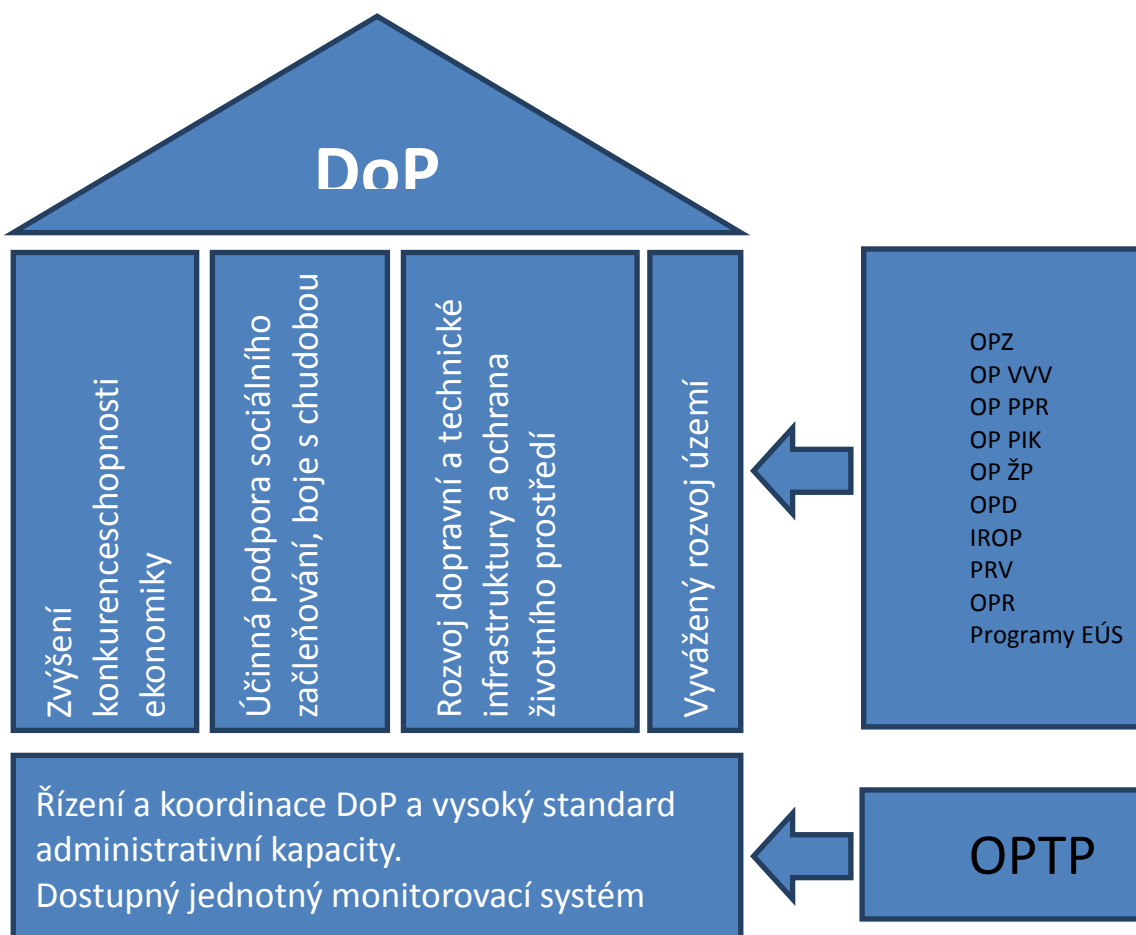 DoP
Zvýšení
konkurenceschopnosti
ekonomiky
Účinná podpora sociálního
začleňování, boje s chudobou
Rozvoj dopravní a technické
infrastruktury a ochrana
životního prostředí
Vyvážený rozvoj území
OPZ
OP VVV
OP PPR
OP PIK
OP ŽP
OPD
IROP
PRV
OPR
Programy EÚS
Řízení a koordinace DoP a vysoký standard
administrativní kapacity.
Dostupný jednotný monitorovací systém
OPTP